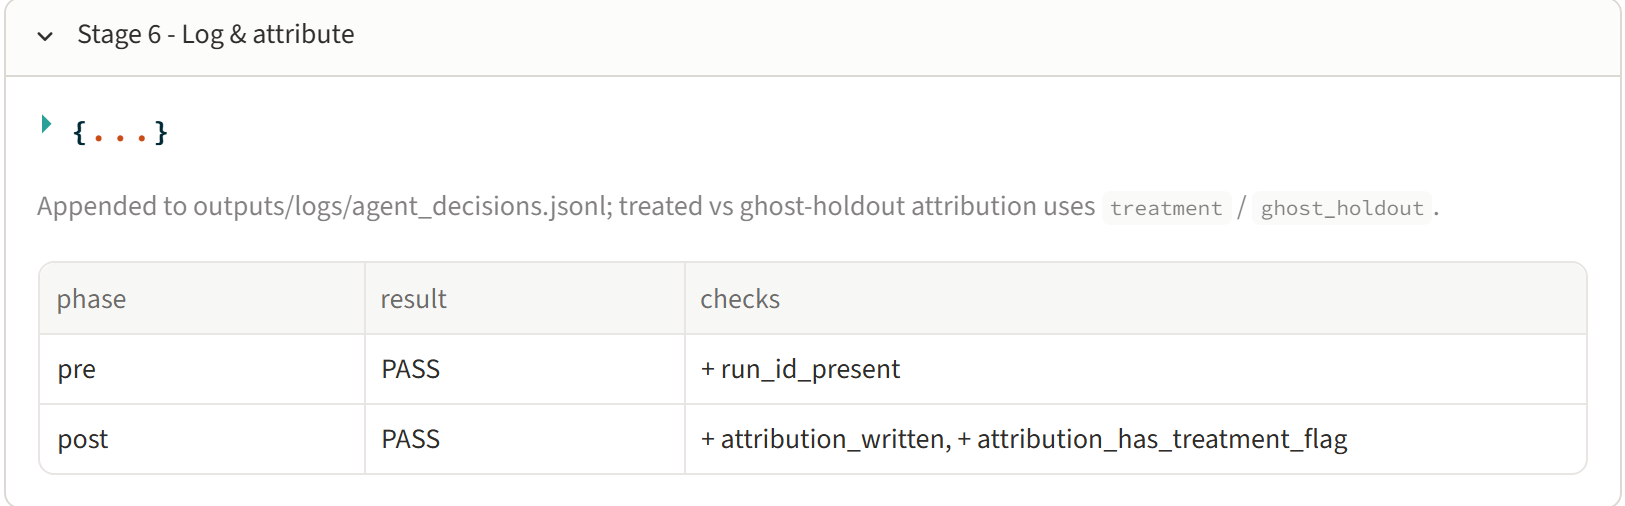 Stage 6 - Log & attribute
{...}
Appended to outputs/logs/agent_decisions.jsonl; treated vs ghost-holdout attribution uses treatment / ghost_holdout.
phase result checks
pre PASS + run_id_present
post PASS + attribution_written, + attribution_has_treatment_flag